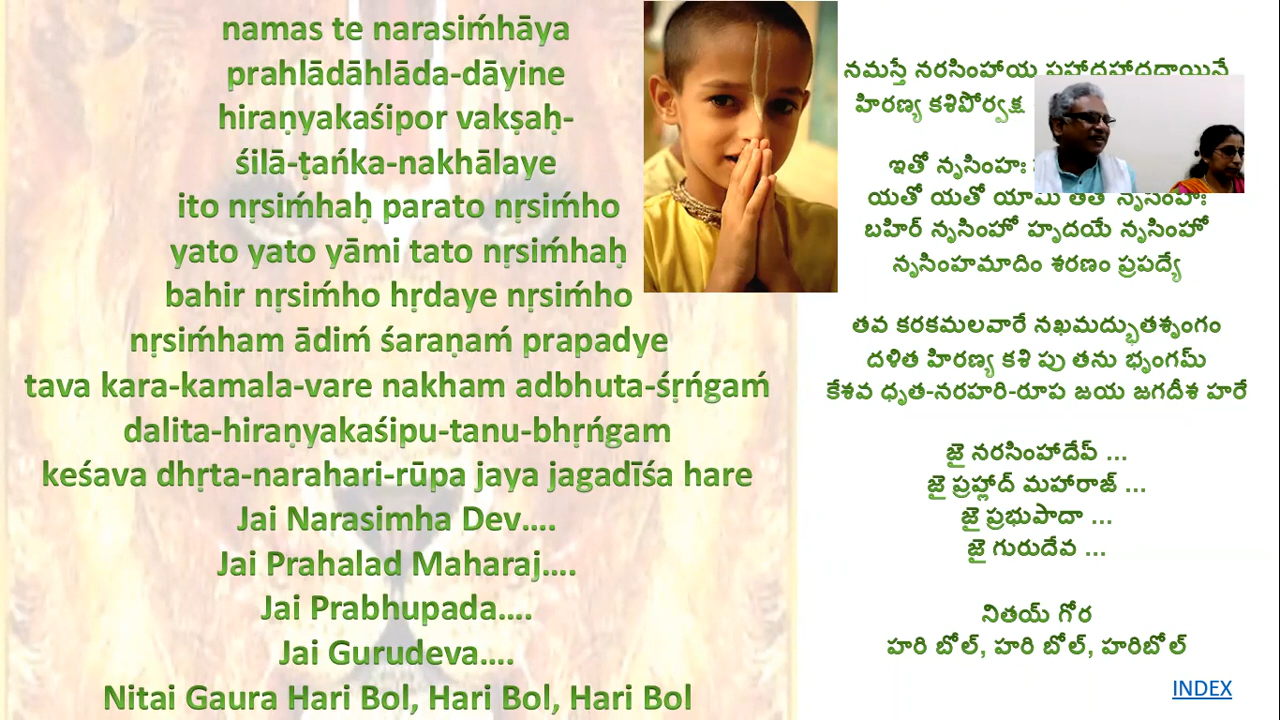 namas te narasiḿhāya
prahlādāhlāda-dāyine
hiraṇyakaśipor vakṣaḥ-
śilā-ṭańka-nakhālaye
ito nṛsiḿhaḥ parato nṛsiḿho
yato yato yāmi tato nṛsiḿhaḥ
bahir nṛsiḿho hṛdaye nṛsiḿho
nṛsiḿham ādiḿ śaraṇaḿ prapadye
tava kara-kamala-vare nakham adbhuta-śṛńgaḿ
dalita-hiraṇyakaśipu-tanu-bhṛńgam
keśava dhṛta-narahari-rūpa jaya jagadīśa hare
Jai Narasimha Dev....
Jai Prahalad Maharaj....
Jai Prabhupada....
Jai Gurudeva....
Nitai Gaura Hari Bol, Hari Bol, Hari Bol
నమస్తే నరసింహాయ
హిరణ్య కశిపోర్వక్ష
ఇతో నృసింహః
యతో యతో యామి తతో నృసింహః
బహిర్ నృసింహో హృదయే నృసింహో
నృసింహమాదిం శరణం ప్రపద్యే
తవ కరకమలవారే నఖమద్భుతశృంగం
దళిత హిరణ్య కశి పు తను భృంగమ్
కేశవ ధృత-నరహరి-రూప జయ జగదీశ హరే
జై నరసింహాదేవ్ ...
జై ప్రహ్లాద్ మహారాజ్ ...
జై ప్రభుపాదా ...
జై గురుదేవ ...
నితయ్ గోర
హరి బోల్, హరి బోల్, హరిబోల్
INDEX